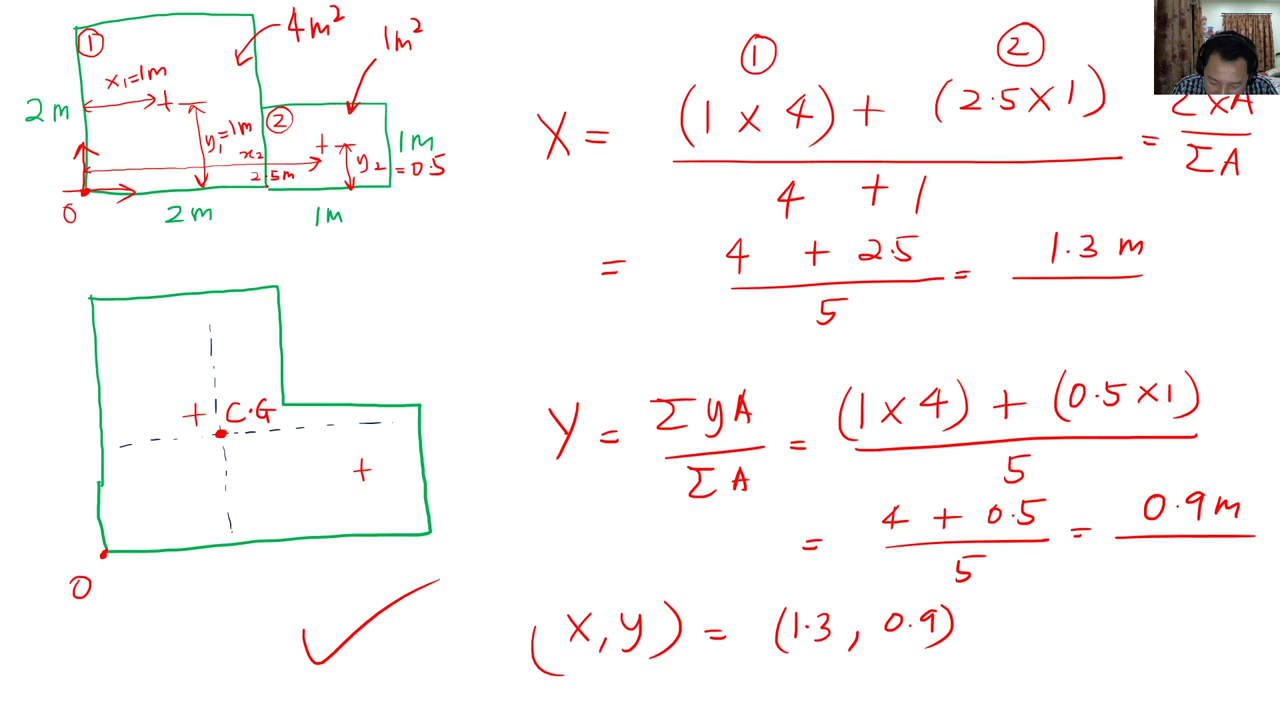 ① 4m² 1m²
x₁=1m
2m y₁=1m ② 1m
x₂ y₂ =0.5
2.5m
O 2m 1m
① ②
X = (1 × 4) + (2.5 × 1) / 4 + 1 = ΣxA / ΣA
= 4 + 2.5 / 5 = 1.3 m
+ C.G
+
O
Y = ΣyA / ΣA = (1 × 4) + (0.5 × 1) / 5
= 4 + 0.5 / 5 = 0.9m
(X, Y) = (1.3, 0.9)